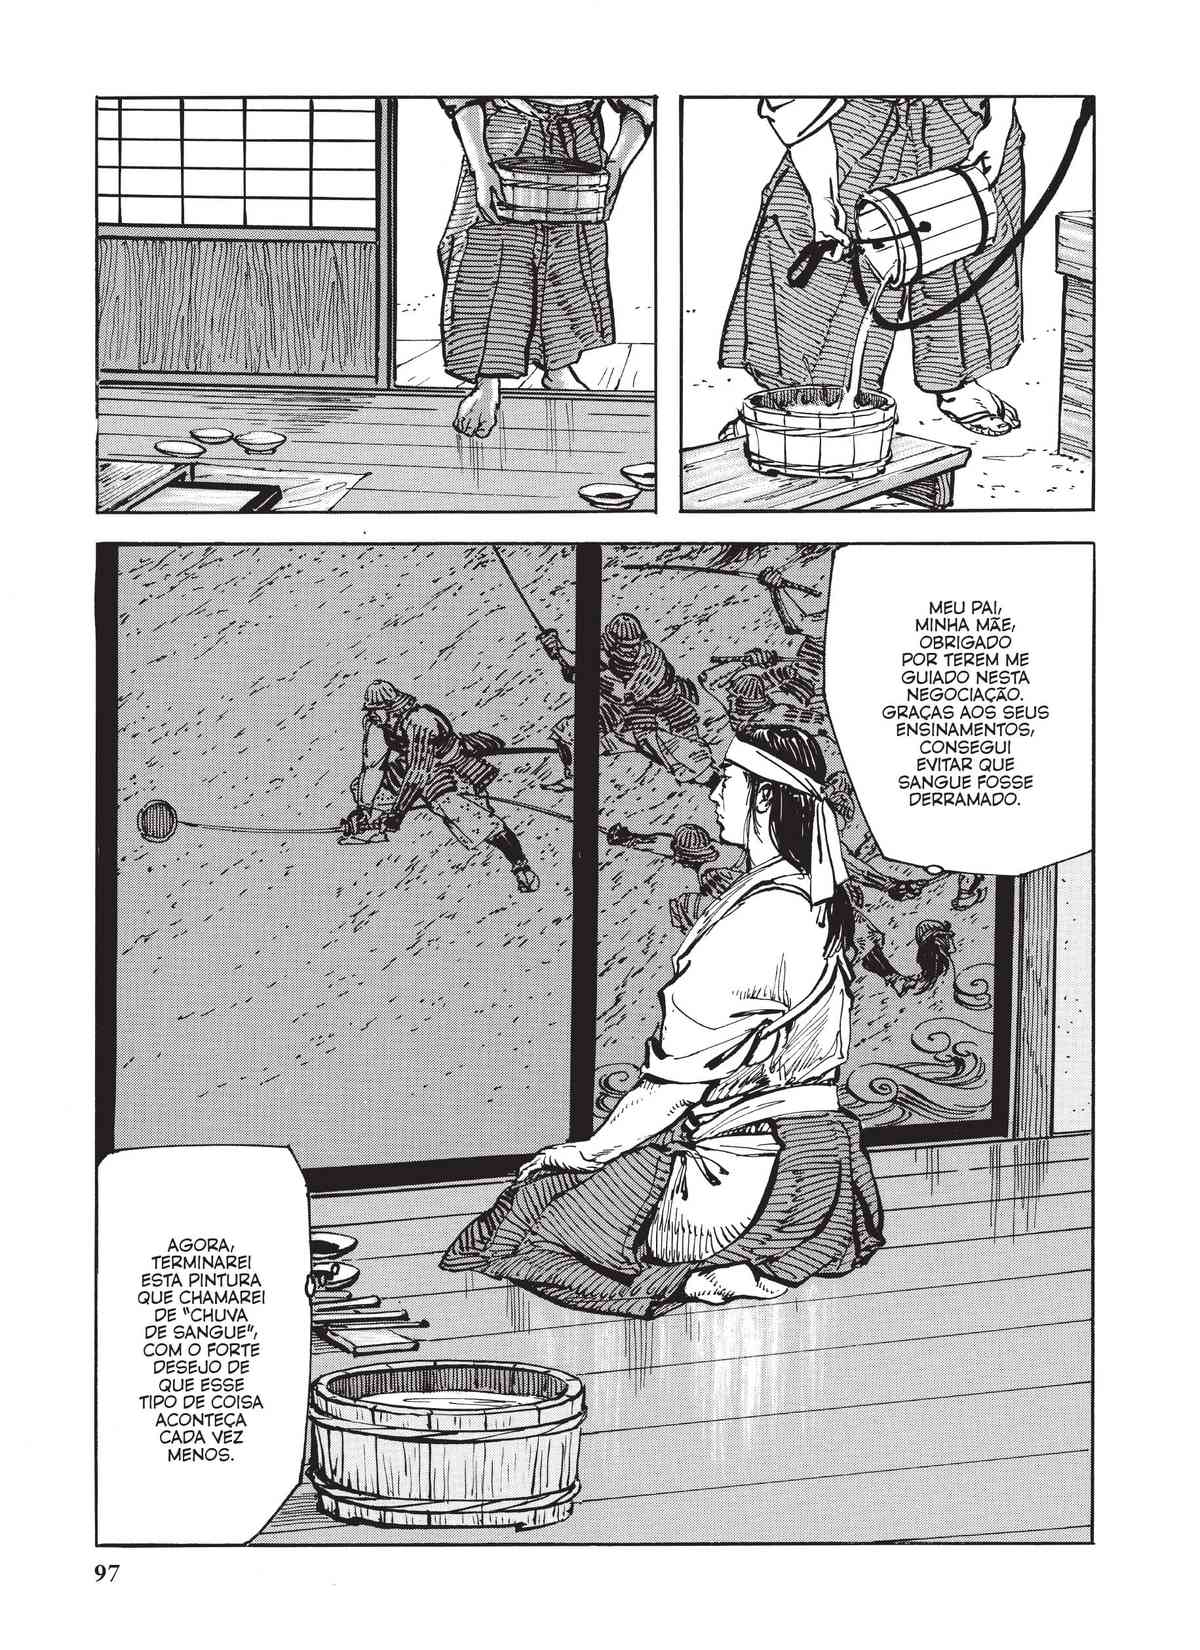 MEU PAI,
MINHA MÃE,
OBRIGADO
POR TEREM ME
GUIADO NESTA
NEGOCIAÇÃO.
GRAÇAS AOS SEUS
ENSINAMENTOS,
CONSEGUI
EVITAR QUE
SANGUE FOSSE
DERRAMADO.
AGORA,
TERMINAREI
ESTA PINTURA
QUE CHAMAREI
DE "CHUVA
DE SANGUE",
COM O FORTE
DESEJO DE
QUE ESSE
TIPO DE COISA
ACONTEÇA
CADA VEZ
MENOS.
97